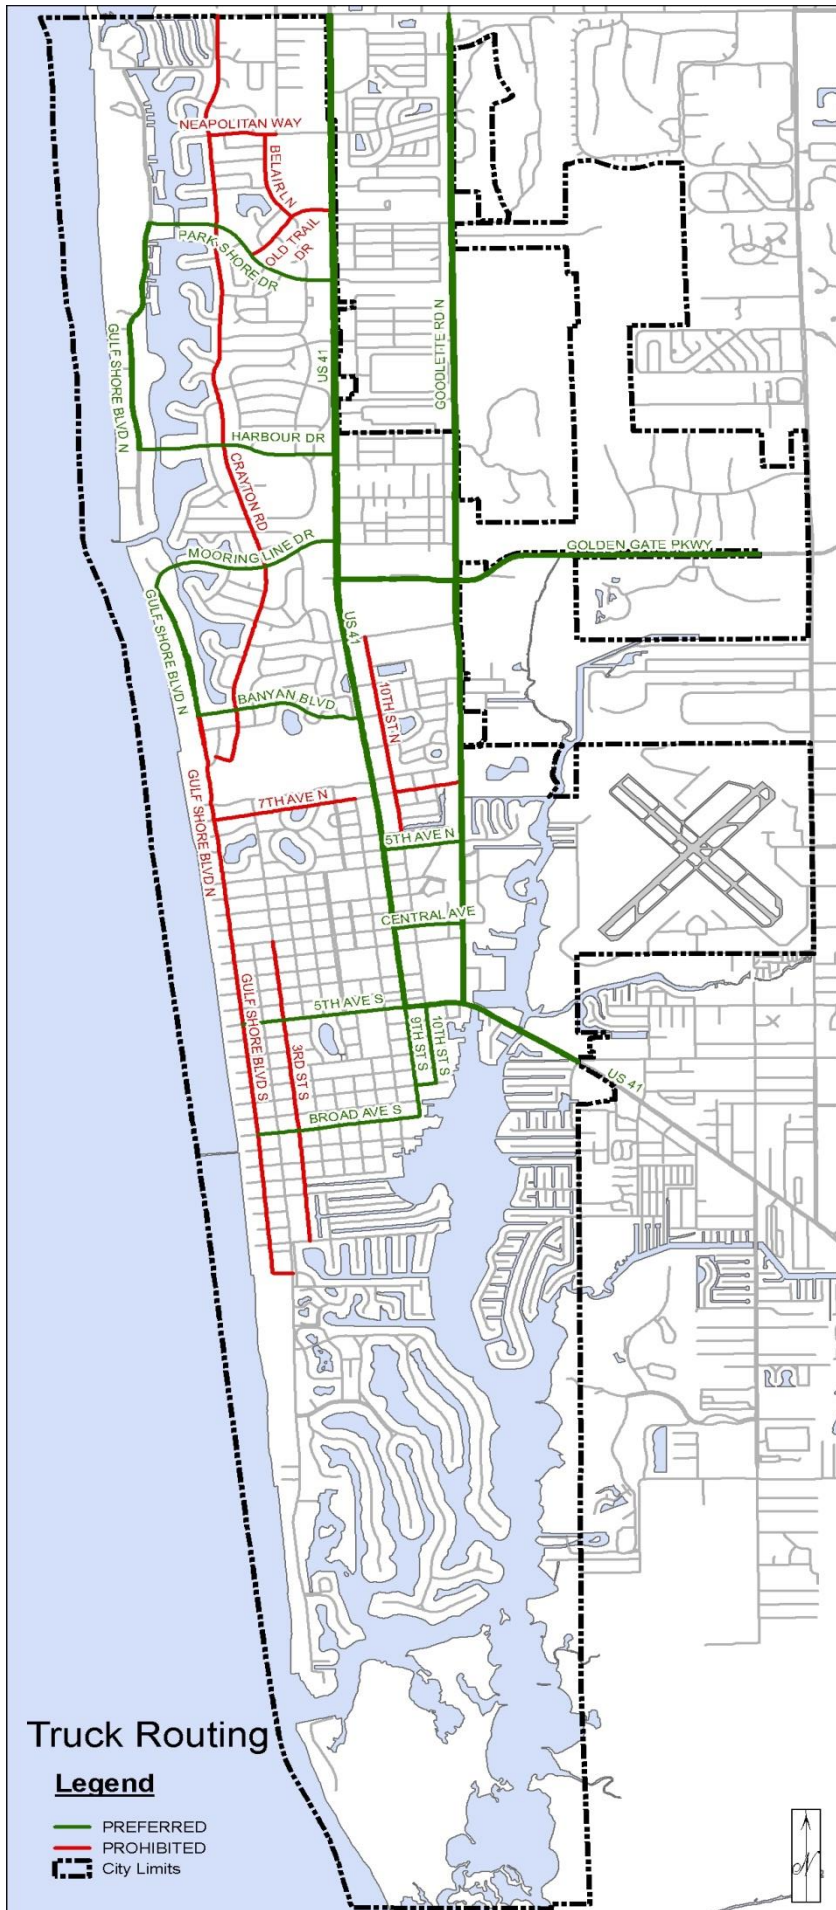 NEAPOLITAN WAY
BELAIR LN
OLD TRAIL
DR
PARK SHORE DR
GULF SHORE BLVD N
US 41
GOODLETTE RD N
HARBOUR DR
CRAYTON RD
MOORING LINE DR
GOLDEN GATE PKWY
GULF SHORE BLVD N
US 41
10TH ST N
BANYAN BLVD
GULF SHORE BLVD N
7TH AVE N
5TH AVE N
CENTRAL AVE
GULF SHORE BLVD S
5TH AVE S
3RD ST S
9TH ST S
10TH ST S
US 41
BROAD AVE S
Truck Routing
Legend
PREFERRED
PROHIBITED
City Limits
N